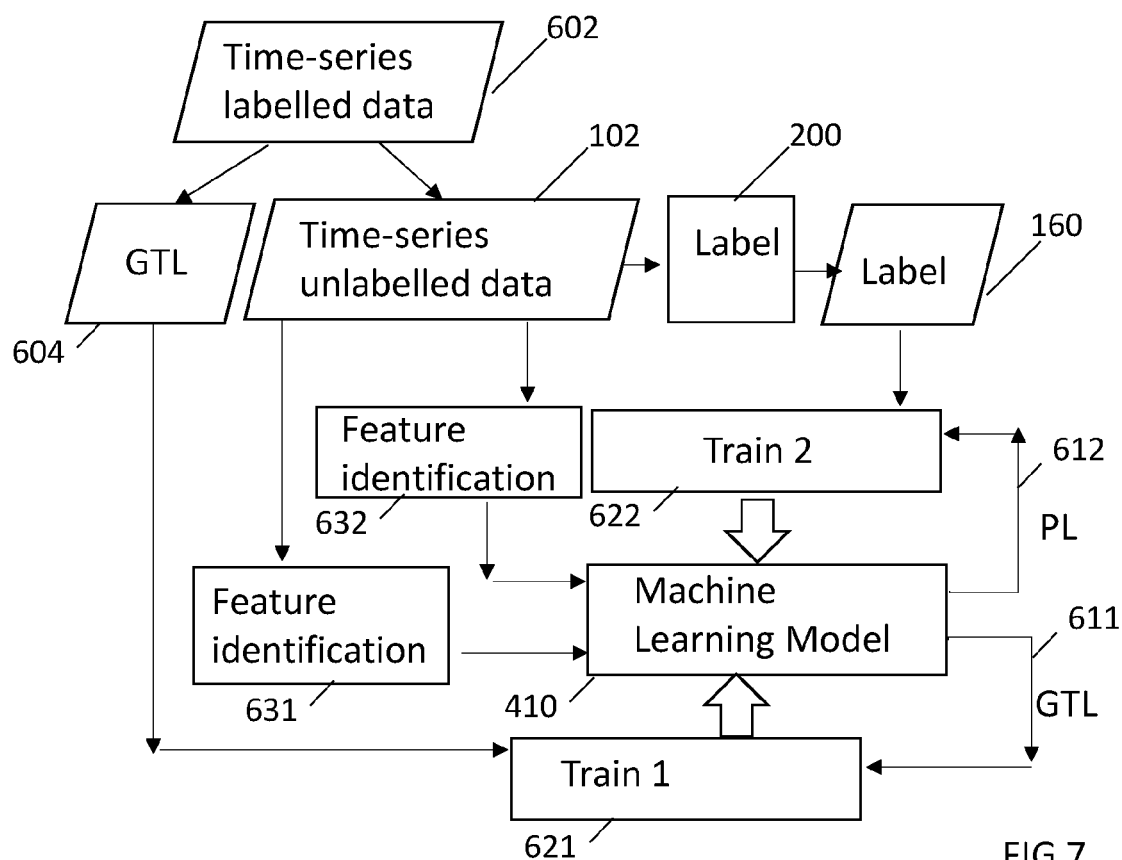 602
Time-series
labelled data
102
200
GTL
Time-series
unlabelled data
Label
Label
160
604
Feature
identification
632
Train 2
622
612
PL
Feature
identification
631
Machine
Learning Model
410
611
GTL
Train 1
621
FIG 7